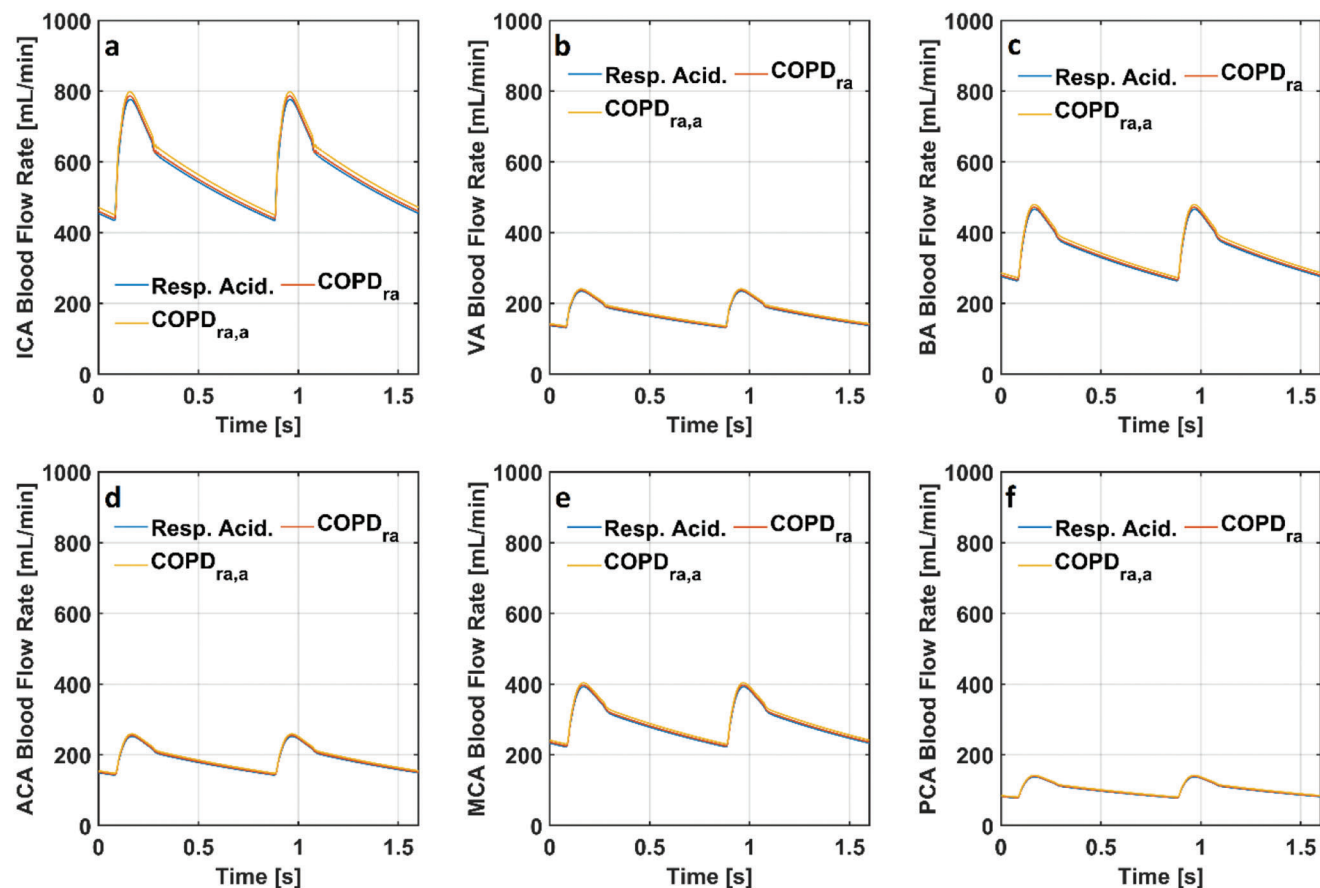 a
ICA Blood Flow Rate [mL/min]
1000
800
600
400
200
0
Resp. Acid. COPDra
COPDra,a
0 0.5 1 1.5
Time [s]
b
VA Blood Flow Rate [mL/min]
1000
800
600
400
200
0
Resp. Acid. COPDra
COPDra,a
0 0.5 1 1.5
Time [s]
c
BA Blood Flow Rate [mL/min]
1000
800
600
400
200
0
Resp. Acid. COPDra
COPDra,a
0 0.5 1 1.5
Time [s]
d
ACA Blood Flow Rate [mL/min]
1000
800
600
400
200
0
Resp. Acid. COPDra
COPDra,a
0 0.5 1 1.5
Time [s]
e
MCA Blood Flow Rate [mL/min]
1000
800
600
400
200
0
Resp. Acid. COPDra
COPDra,a
0 0.5 1 1.5
Time [s]
f
PCA Blood Flow Rate [mL/min]
1000
800
600
400
200
0
Resp. Acid. COPDra
COPDra,a
0 0.5 1 1.5
Time [s]